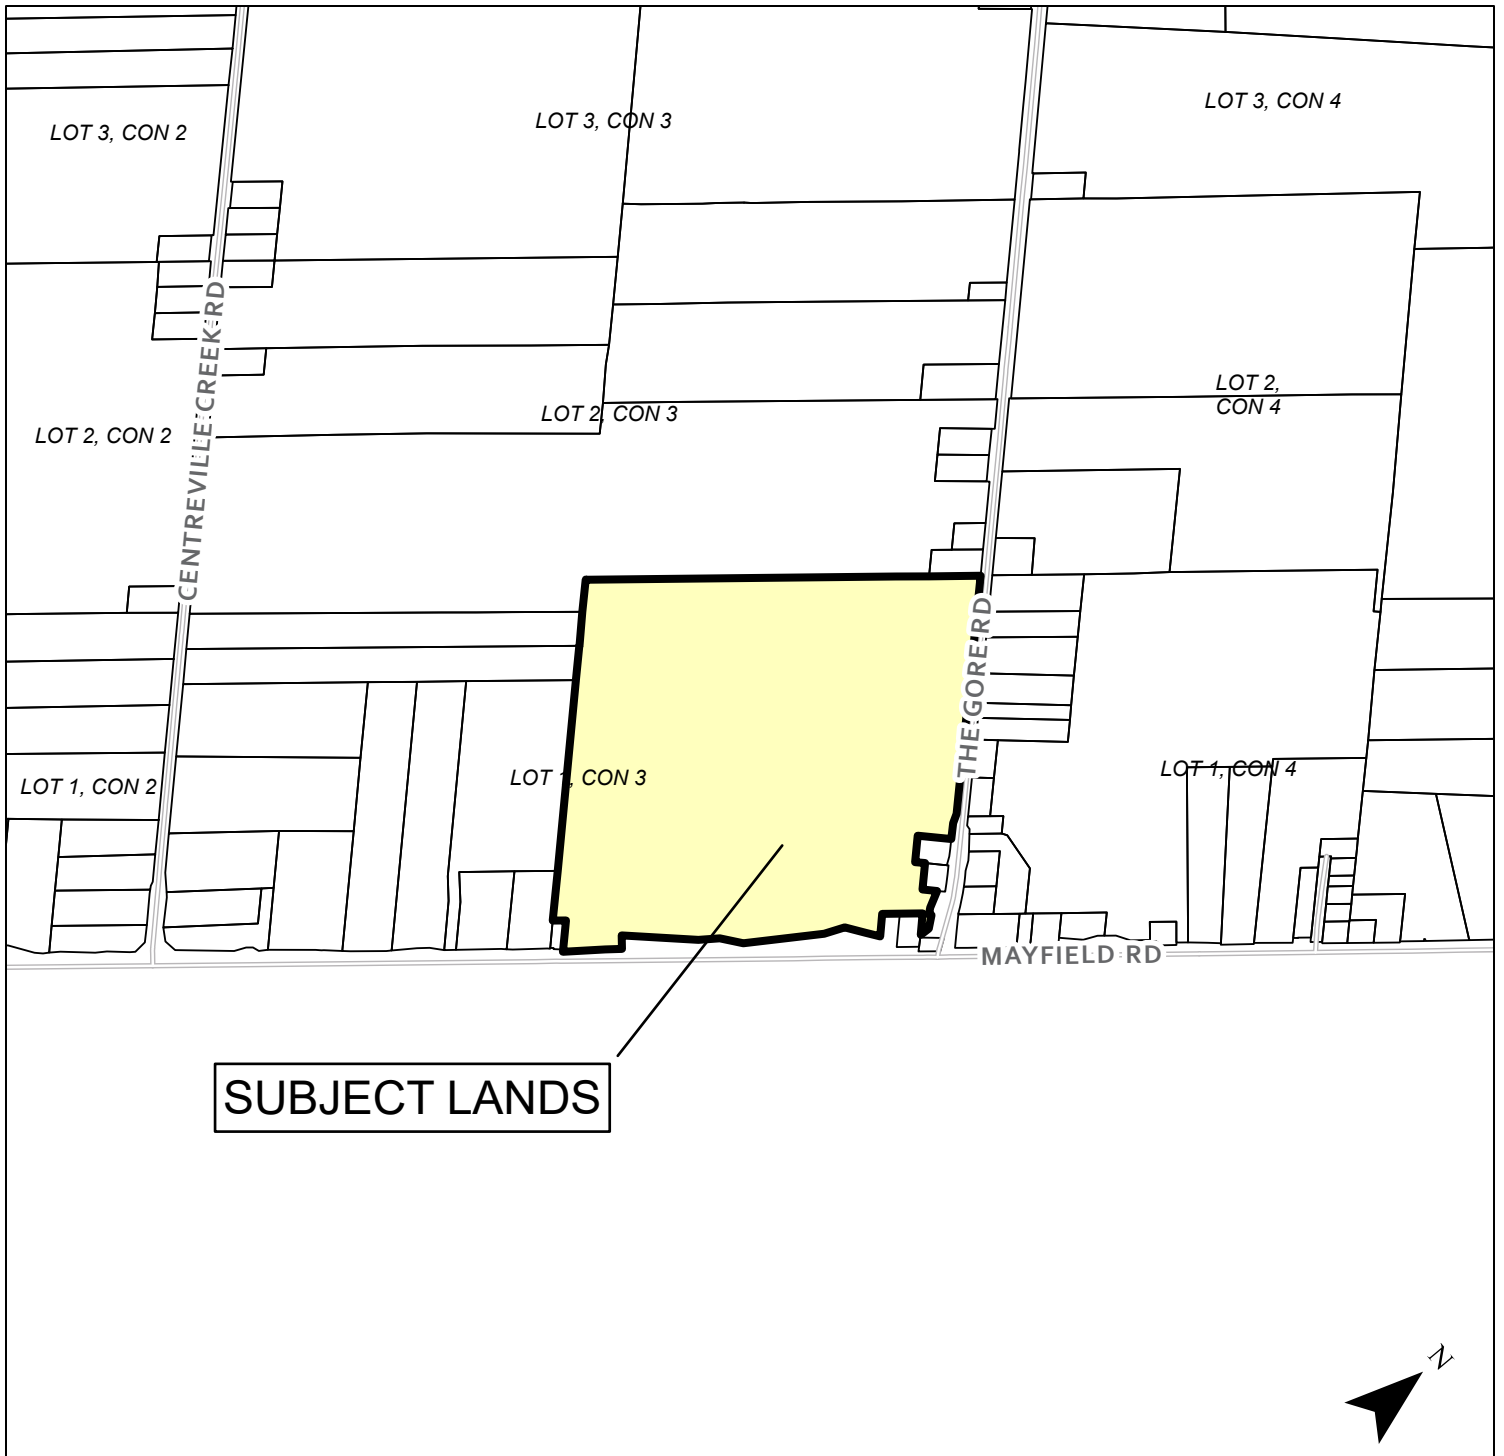 LOT 3, CON 4
LOT 3, CON 3
LOT 3, CON 2
CENTREVILLE CREEK RD
LOT 2,
CON 4
LOT 2, CON 3
LOT 2, CON 2
THE GORE RD
LOT 1, CON 4
LOT 1, CON 3
LOT 1, CON 2
MAYFIELD RD
SUBJECT LANDS
N